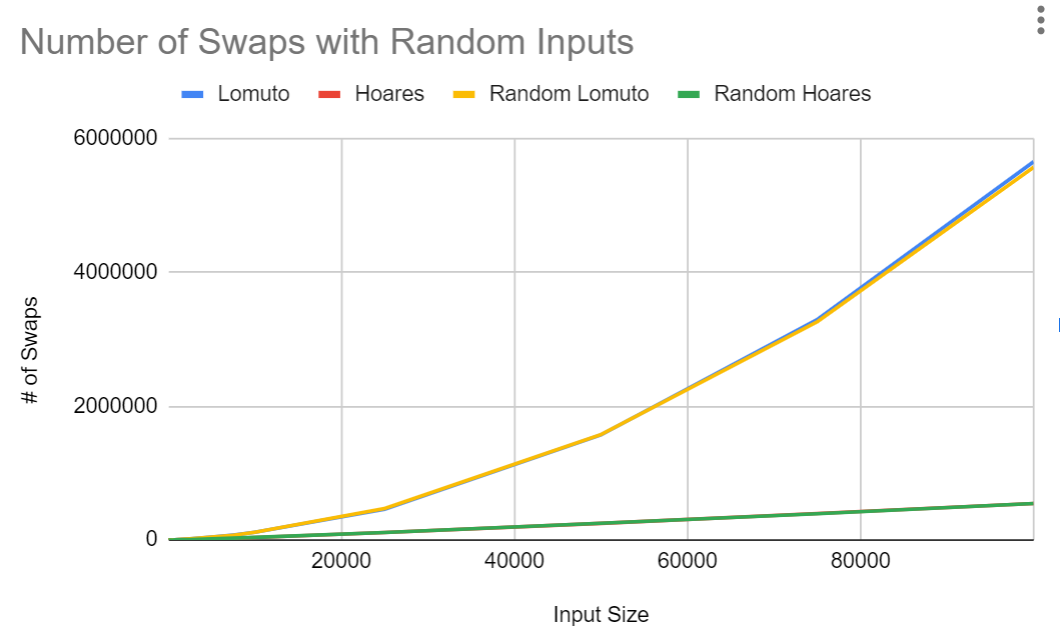 Number of Swaps with Random Inputs
Lomuto Hoares Random Lomuto Random Hoares
6000000
4000000
2000000
0
# of Swaps
20000 40000 60000 80000
Input Size